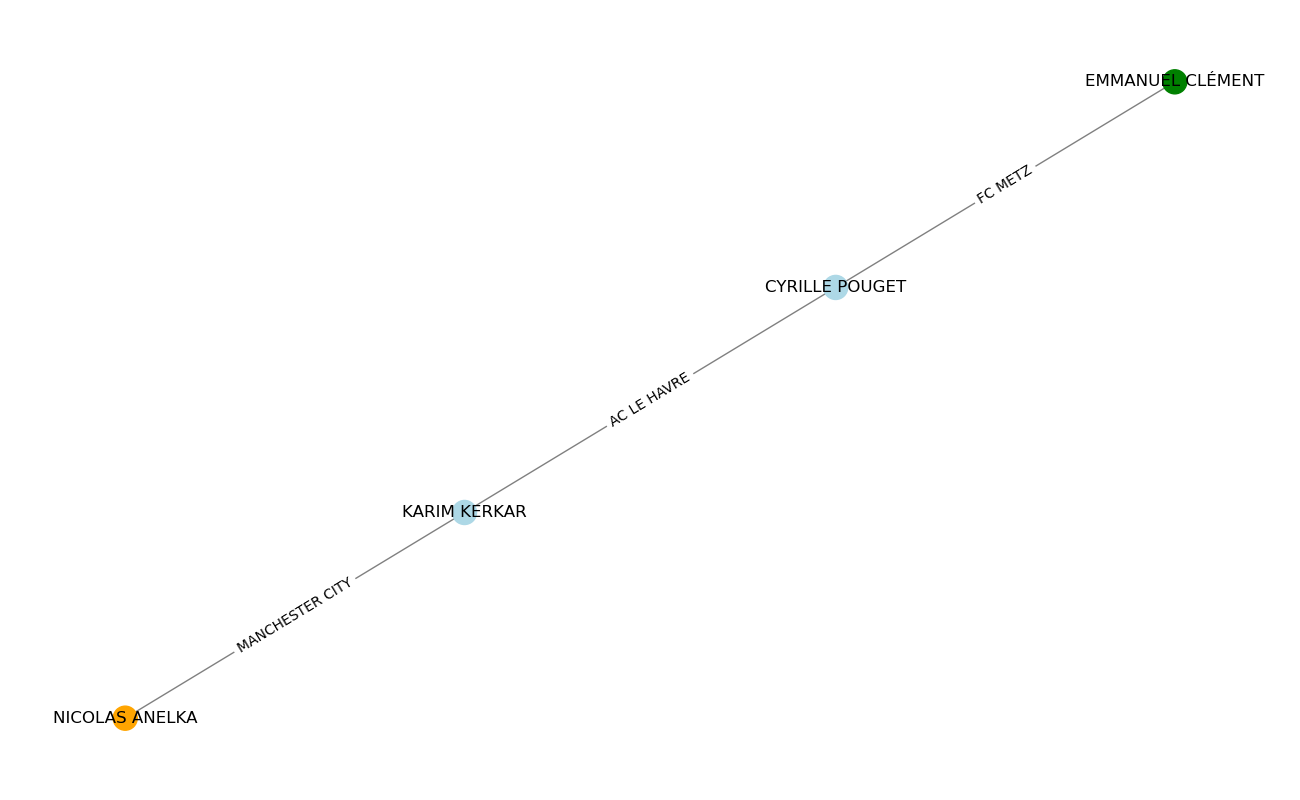 EMMANUEL CLÉMENT
FC METZ
CYRILLE POUGET
AC LE HAVRE
KARIM KERKAR
MANCHESTER CITY
NICOLAS ANELKA